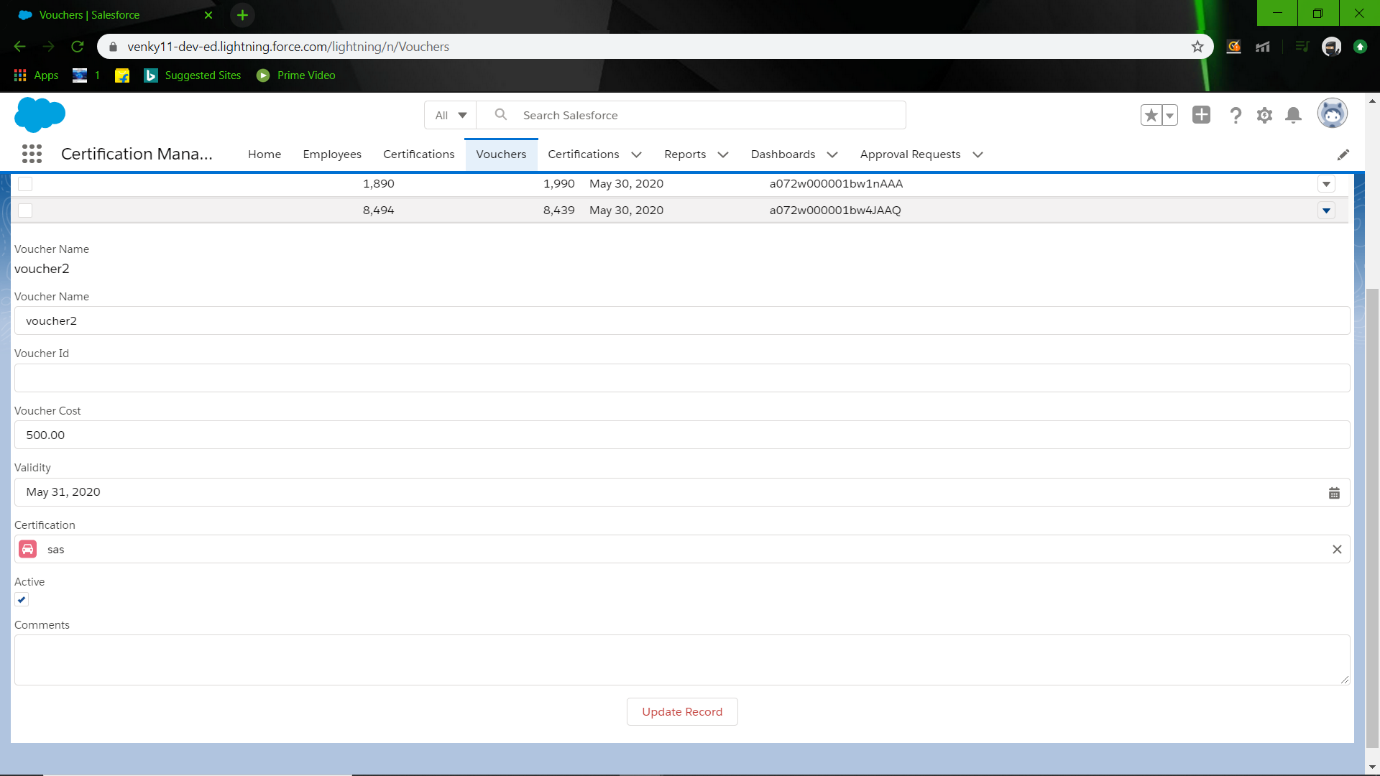 Vouchers | Salesforce
venky11-dev-ed.lightning.force.com/lightning/n/Vouchers
Apps 1 Suggested Sites Prime Video
All Search Salesforce
Certification Mana... Home Employees Certifications Vouchers Certifications Reports Dashboards Approval Requests
1,890 1,990 May 30, 2020 a072w000001bw1nAAA
8,494 8,439 May 30, 2020 a072w000001bw4JAAQ
Voucher Name
voucher2
Voucher Name
voucher2
Voucher Id
Voucher Cost
500.00
Validity
May 31, 2020
Certification
sas
Active
Comments
Update Record